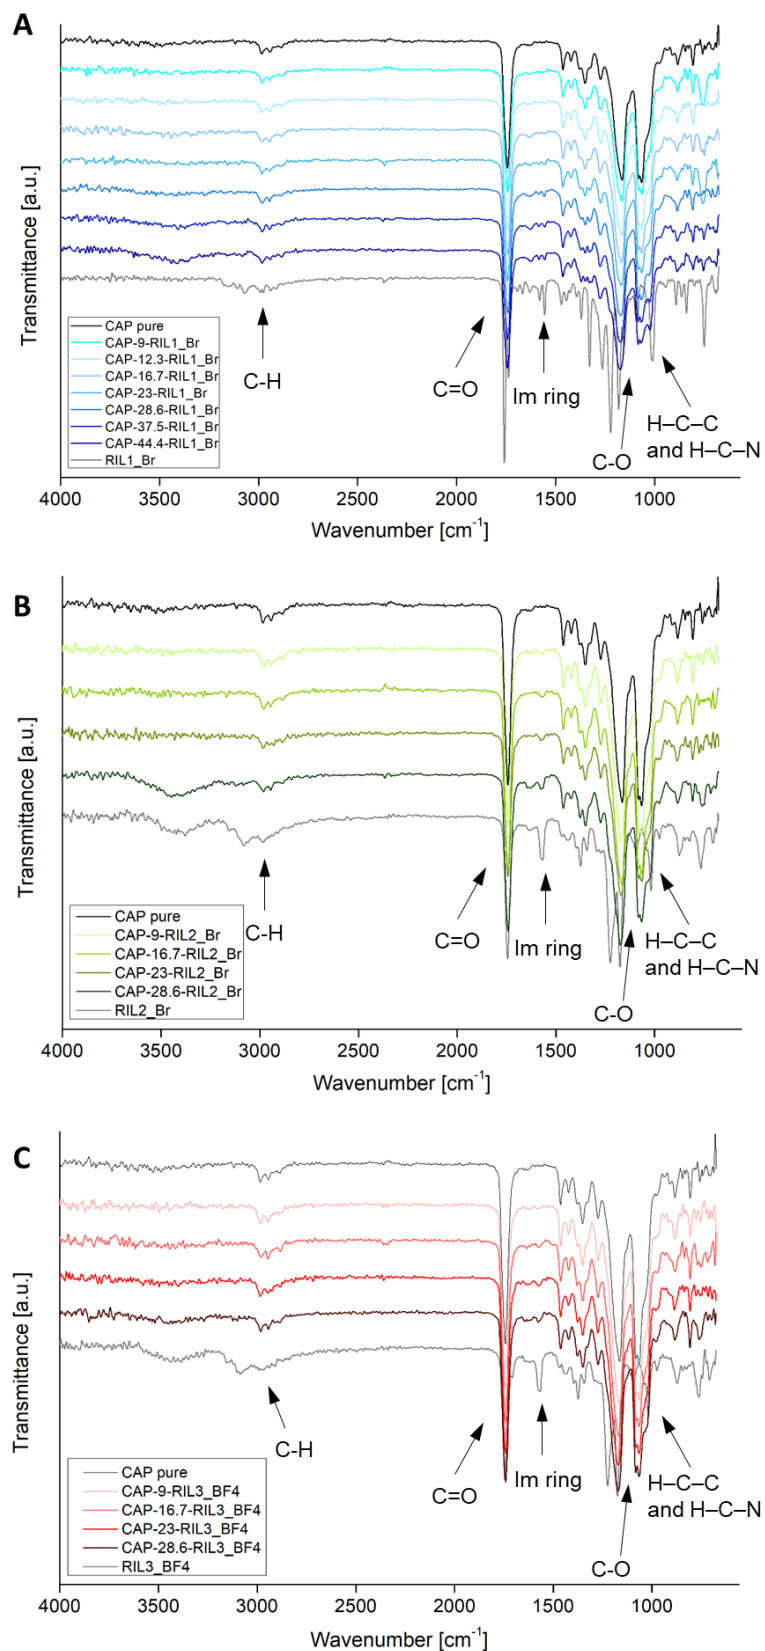 A
Transmittance [a.u.]
CAP pure
CAP-9-RIL1_Br
CAP-12.3-RIL1_Br
CAP-16.7-RIL1_Br
CAP-23-RIL1_Br
CAP-28.6-RIL1_Br
CAP-37.5-RIL1_Br
CAP-44.4-RIL1_Br
RIL1_Br
C-H
C=O
Im ring
C-O
H–C–C
and H–C–N
4000 3500 3000 2500 2000 1500 1000
Wavenumber [cm-1]
B
Transmittance [a.u.]
CAP pure
CAP-9-RIL2_Br
CAP-16.7-RIL2_Br
CAP-23-RIL2_Br
CAP-28.6-RIL2_Br
RIL2_Br
C-H
C=O
Im ring
C-O
H–C–C
and H–C–N
4000 3500 3000 2500 2000 1500 1000
Wavenumber [cm-1]
C
Transmittance [a.u.]
CAP pure
CAP-9-RIL3_BF4
CAP-16.7-RIL3_BF4
CAP-23-RIL3_BF4
CAP-28.6-RIL3_BF4
RIL3_BF4
C-H
C=O
Im ring
C-O
H–C–C
and H–C–N
4000 3500 3000 2500 2000 1500 1000
Wavenumber [cm-1]